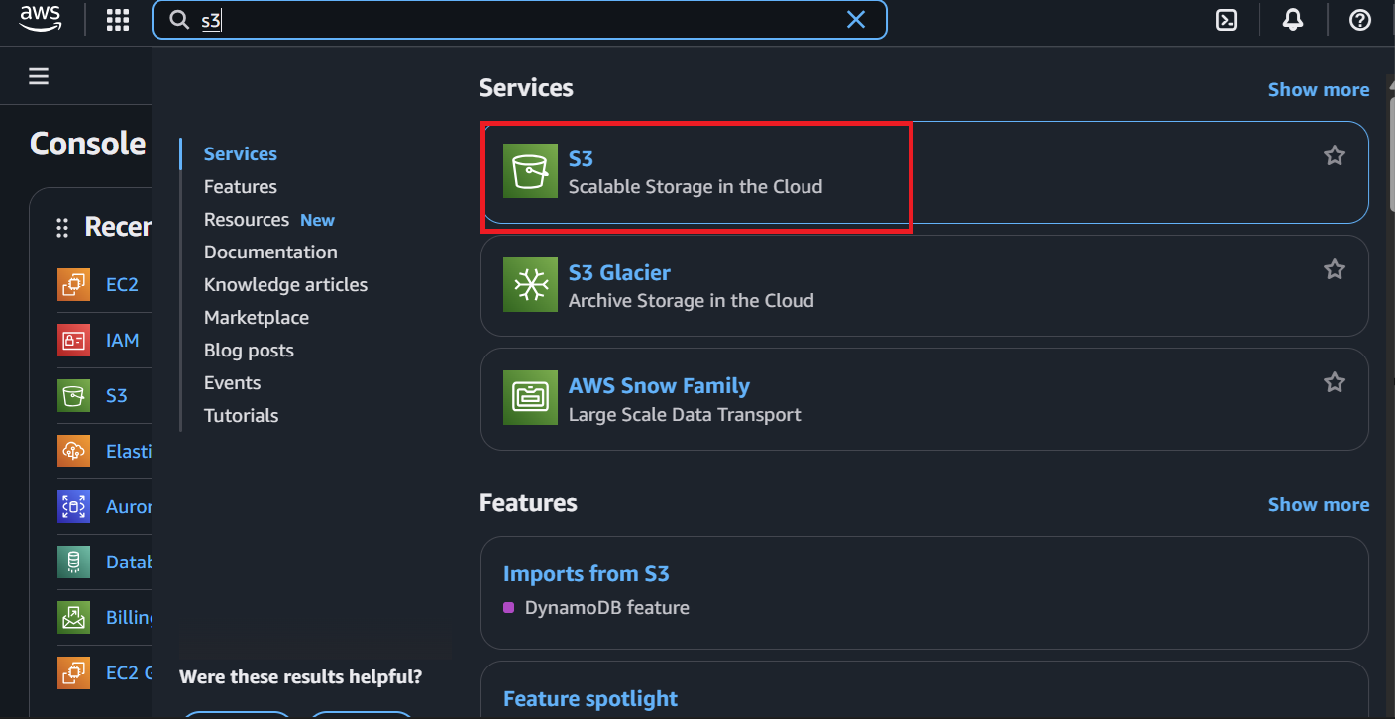 aws
s3
Console
Recen
EC2
IAM
S3
Elasti
Auror
Datab
Billing
EC2 G
Services
Features
Resources New
Documentation
Knowledge articles
Marketplace
Blog posts
Events
Tutorials
Were these results helpful?
Services
Show more
S3
Scalable Storage in the Cloud
S3 Glacier
Archive Storage in the Cloud
AWS Snow Family
Large Scale Data Transport
Features
Show more
Imports from S3
DynamoDB feature
Feature spotlight